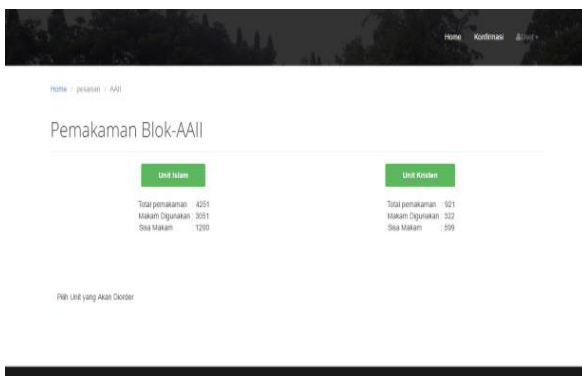 Home Konfirmasi User
Home / pesanan / AAII
Pemakaman Blok-AAII
Unit Islam
Total pemakaman : 4251
Makam Digunakan : 3051
Sisa Makam : 1200
Unit Kristen
Total pemakaman : 921
Makam Digunakan : 322
Sisa Makam : 599
Pilih Unit yang Akan Diorder